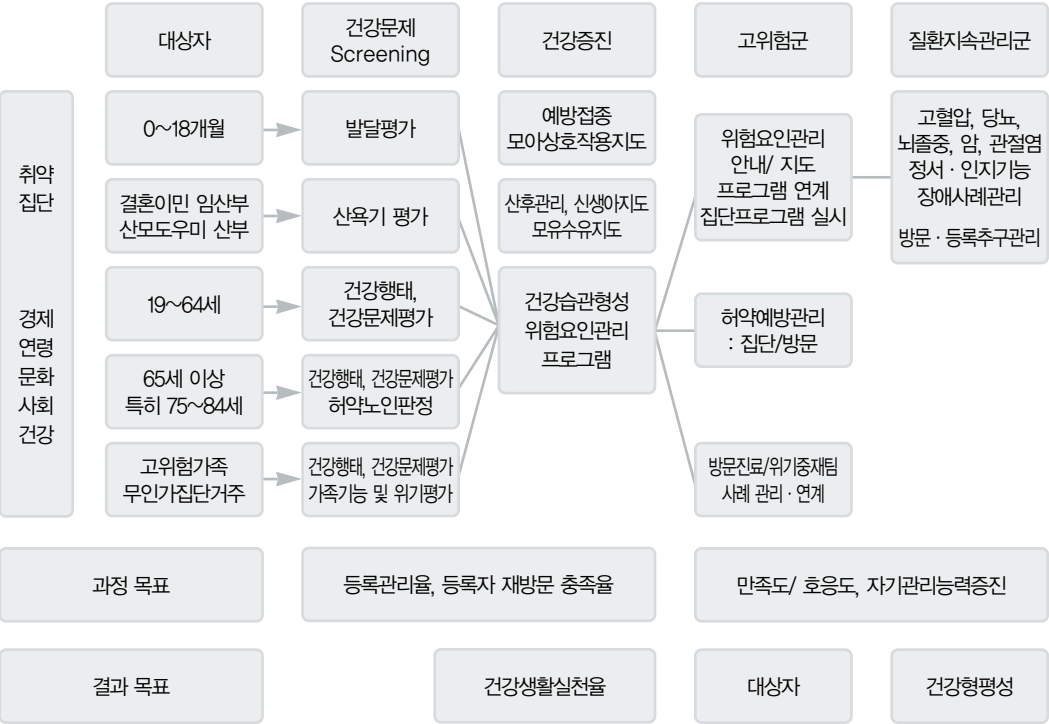 대상자
건강문제
Screening
건강증진
고위험군
질환지속관리군
취약
집단
경제
연령
문화
사회
건강
0~18개월
발달평가
예방접종
모아상호작용지도
결혼이민 임산부
산모도우미 산부
산욕기 평가
산후관리, 신생아지도
모유수유지도
19~64세
건강행태,
건강문제평가
65세 이상
특히 75~84세
건강행태, 건강문제평가
허약노인판정
고위험가족
무인가집단거주
건강행태, 건강문제평가
가족기능 및 위기평가
건강습관형성
위험요인관리
프로그램
위험요인관리
안내/ 지도
프로그램 연계
집단프로그램 실시
허약예방관리
: 집단/방문
방문진료/위기중재팀
사례 관리 · 연계
고혈압, 당뇨,
뇌졸중, 암, 관절염
정서 · 인지기능
장애사례관리
방문 · 등록추구관리
과정 목표
등록관리율, 등록자 재방문 충족율
만족도/ 호응도, 자기관리능력증진
결과 목표
건강생활실천율
대상자
건강형평성